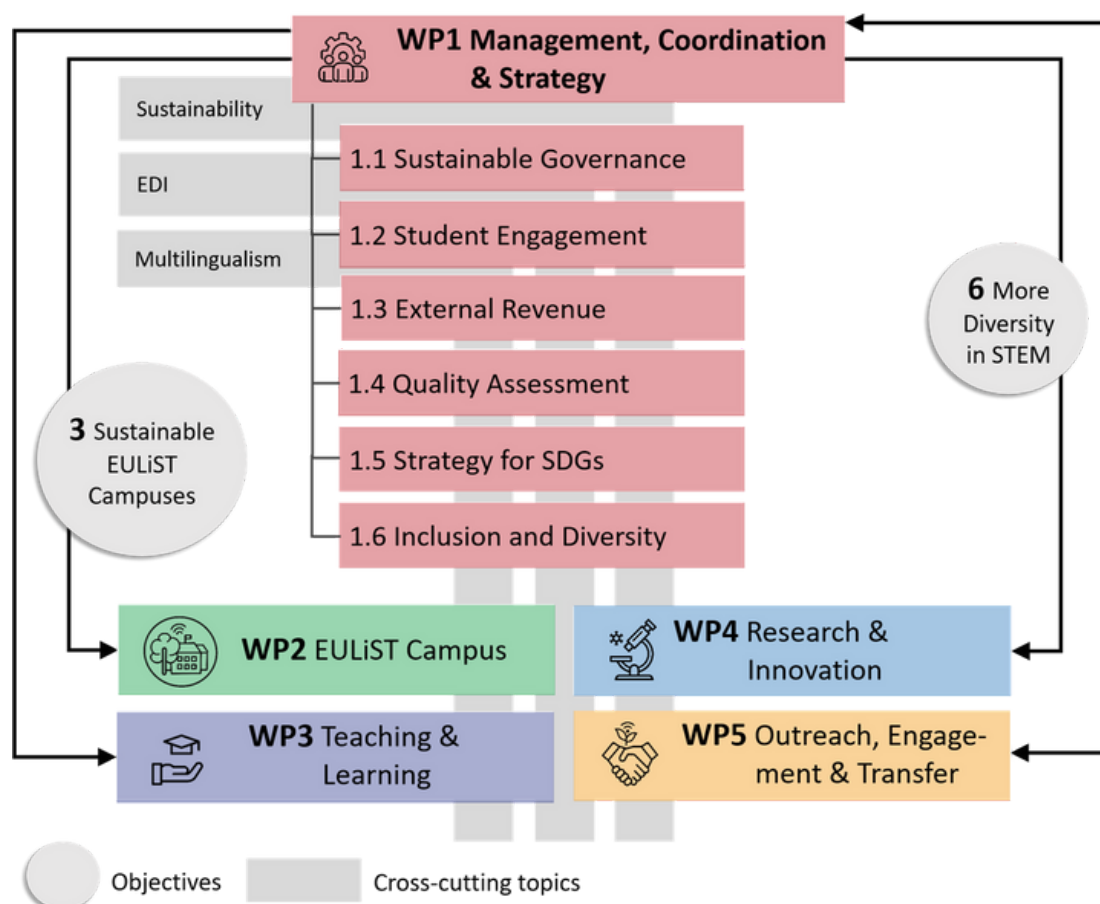 WP1 Management, Coordination
& Strategy
Sustainability
EDI
Multilingualism
1.1 Sustainable Governance
1.2 Student Engagement
1.3 External Revenue
1.4 Quality Assessment
1.5 Strategy for SDGs
1.6 Inclusion and Diversity
3 Sustainable
EULiST
Campuses
6 More
Diversity
in STEM
WP2 EULiST Campus
WP4 Research &
Innovation
WP3 Teaching &
Learning
WP5 Outreach, Engage-
ment & Transfer
Objectives
Cross-cutting topics